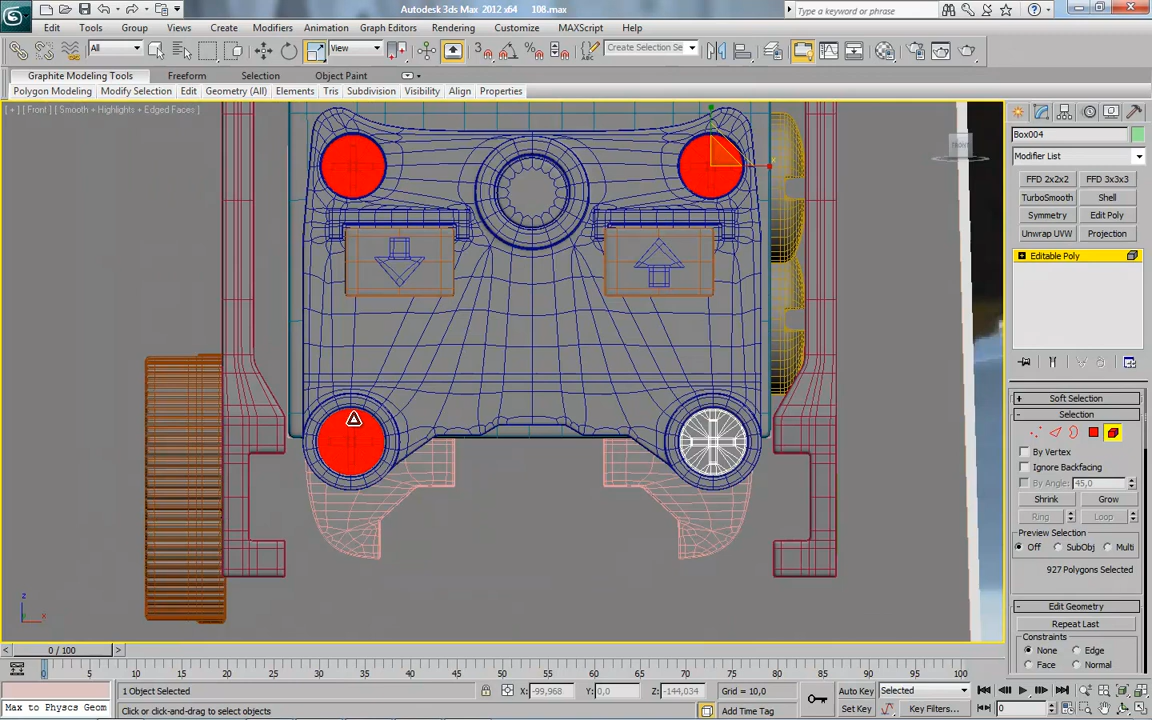 Autodesk 3ds Max 2012 x64 108.max
Type a keyword or phrase
Edit Tools Group Views Create Modifiers Animation Graph Editors Rendering Customize MAXScript Help
All View 3 Create Selection Se
Graphite Modeling Tools Freeform Selection Object Paint
Polygon Modeling Modify Selection Edit Geometry (All) Elements Tris Subdivision Visibility Align Properties
[ + ] [ Front ] [ Smooth + Highlights + Edged Faces ]
FRONT
Box004
Modifier List
FFD 2x2x2 FFD 3x3x3
TurboSmooth Shell
Symmetry Edit Poly
Unwrap UVW Projection
Editable Poly
+ Soft Selection
- Selection
By Vertex
Ignore Backfacing
By Angle: 45,0
Shrink Grow
Ring Loop
Preview Selection
Off SubObj Multi
927 Polygons Selected
- Edit Geometry
Repeat Last
Constraints
None Edge
Face Normal
z
x
0 / 100
0 5 10 15 20 25 30 35 40 45 50 55 60 65 70 75 80 85 90 95 100
1 Object Selected X: -99,968 Y: 0,0 Z: -144,034 Grid = 10,0 Auto Key Selected
Max to Physcs Geom Click or click-and-drag to select objects Add Time Tag Set Key Key Filters... 0